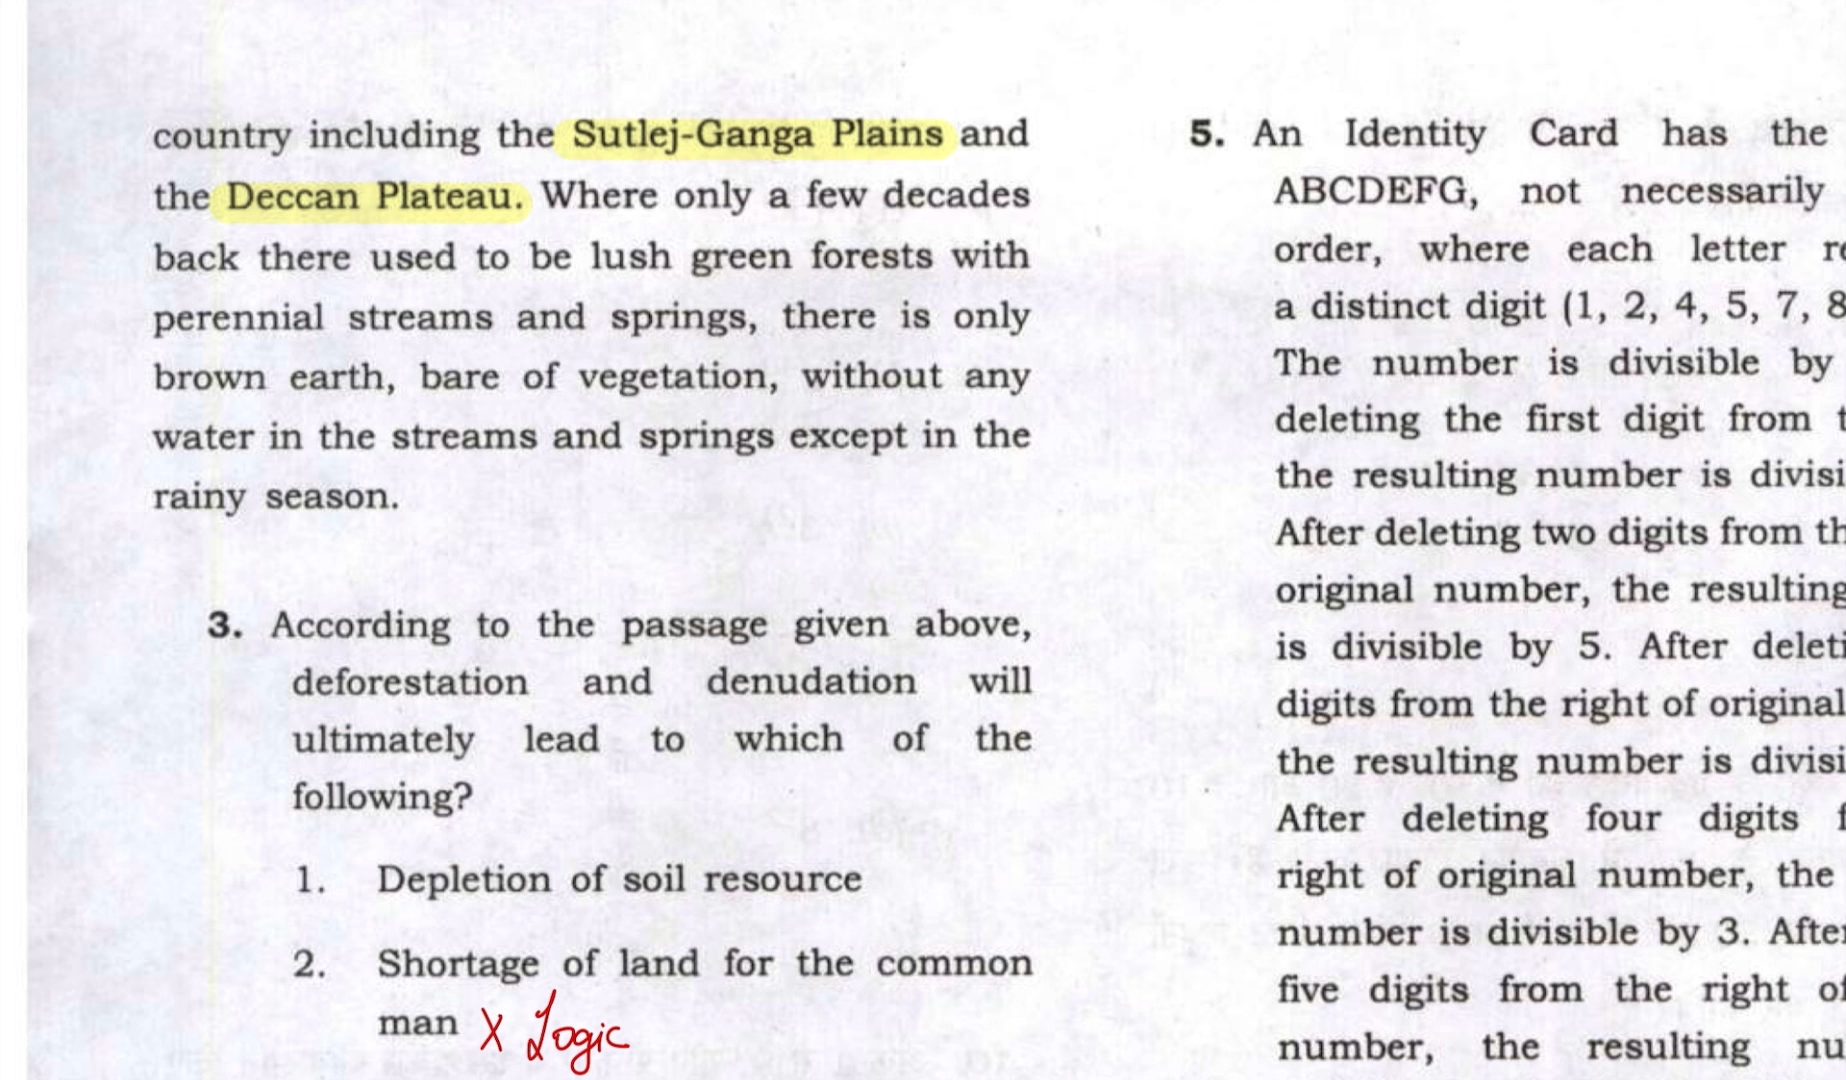 country including the Sutlej-Ganga Plains and
the Deccan Plateau. Where only a few decades
back there used to be lush green forests with
perennial streams and springs, there is only
brown earth, bare of vegetation, without any
water in the streams and springs except in the
rainy season.
3. According to the passage given above,
deforestation and denudation will
ultimately lead to which of the
following?
1. Depletion of soil resource
2. Shortage of land for the common
man X Logic
5. An Identity Card has the
ABCDEFG, not necessarily
order, where each letter
a distinct digit (1, 2, 4, 5, 7, 8
The number is divisible by
deleting the first digit from
the resulting number is
After deleting two digits from
original number, the resulting
is divisible by 5. After
digits from the right of original
the resulting number is
After deleting four digits
right of original number, the
number is divisible by 3.
five digits from the right
number, the resulting